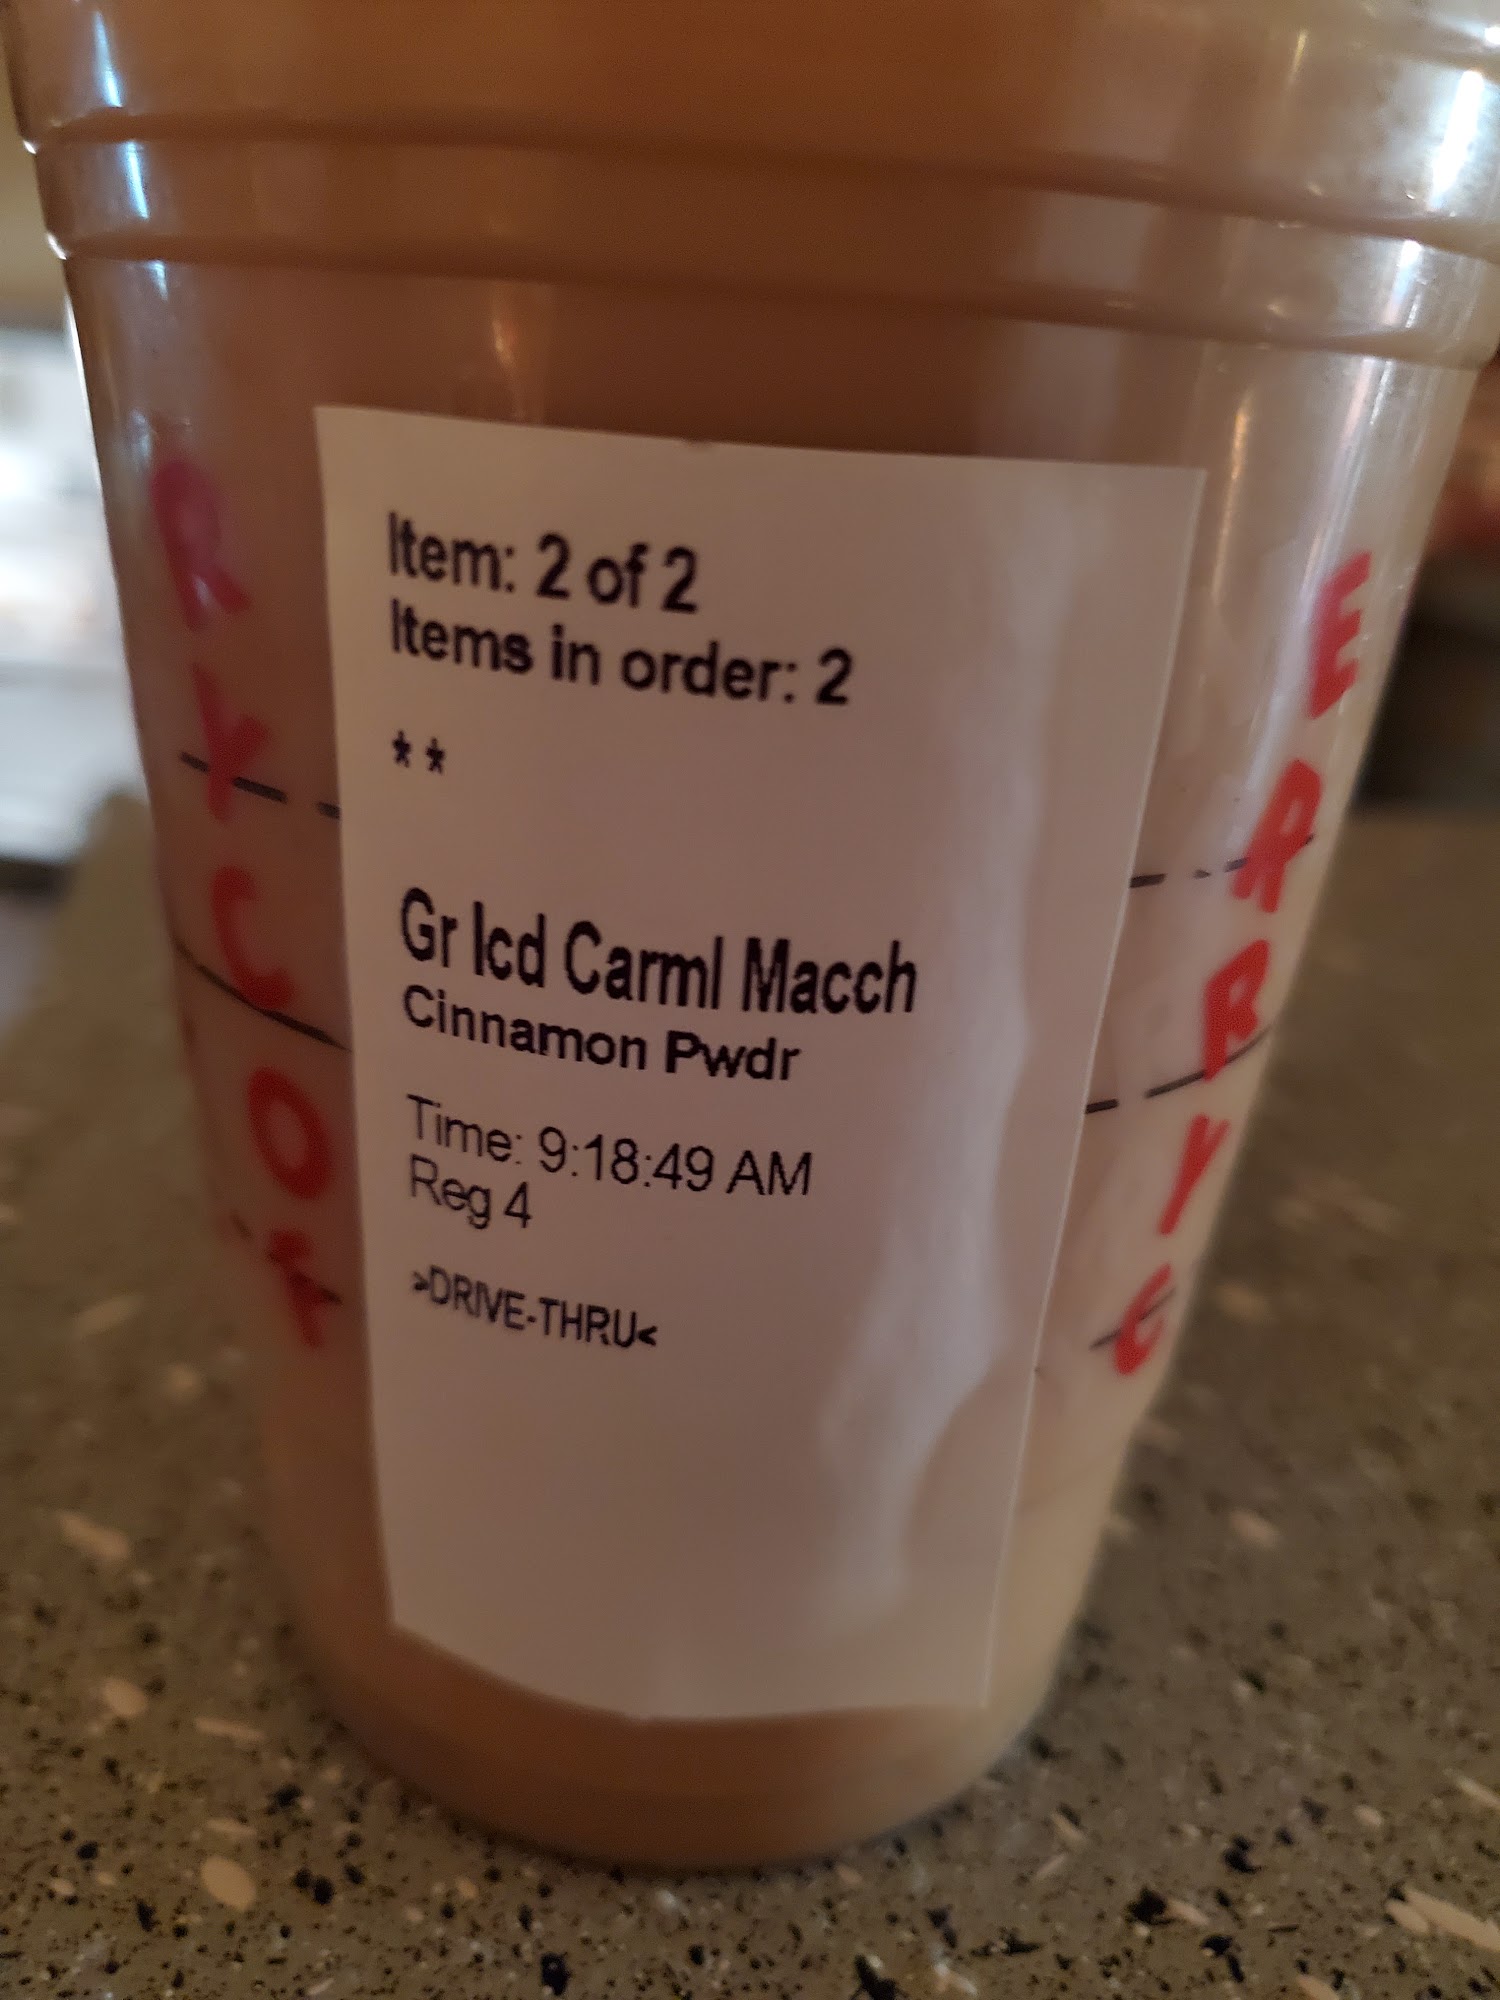 Item: 2 of 2
Items in order: 2
**
Gr Icd Carml Macch
Cinnamon Pwdr
Time: 9:18:49 AM
Reg 4
>DRIVE-THRU<